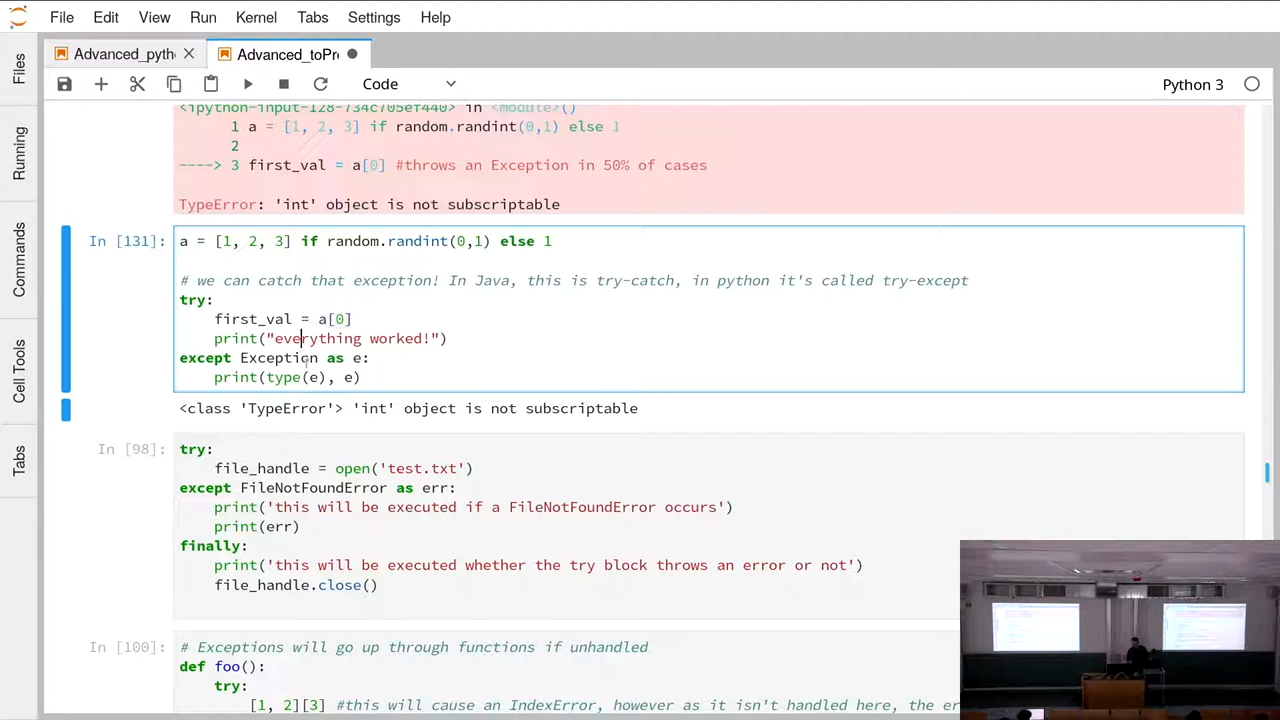 File Edit View Run Kernel Tabs Settings Help
Advanced_pyth
Advanced_toPr
Code
Python 3
Files
Running
Commands
Cell Tools
Tabs
<ipython-input-128-734c705ef440> in <module>()
1 a = [1, 2, 3] if random.randint(0,1) else 1
2
----> 3 first_val = a[0] #throws an Exception in 50% of cases
TypeError: 'int' object is not subscriptable
In [131]:
a = [1, 2, 3] if random.randint(0,1) else 1
# we can catch that exception! In Java, this is try-catch, in python it's called try-except
try:
first_val = a[0]
print("everything worked!")
except Exception as e:
print(type(e), e)
<class 'TypeError'> 'int' object is not subscriptable
In [98]:
try:
file_handle = open('test.txt')
except FileNotFoundError as err:
print('this will be executed if a FileNotFoundError occurs')
print(err)
finally:
print('this will be executed whether the try block throws an error or not')
file_handle.close()
In [100]:
# Exceptions will go up through functions if unhandled
def foo():
try:
[1, 2][3] #this will cause an IndexError, however as it isn't handled here, the er